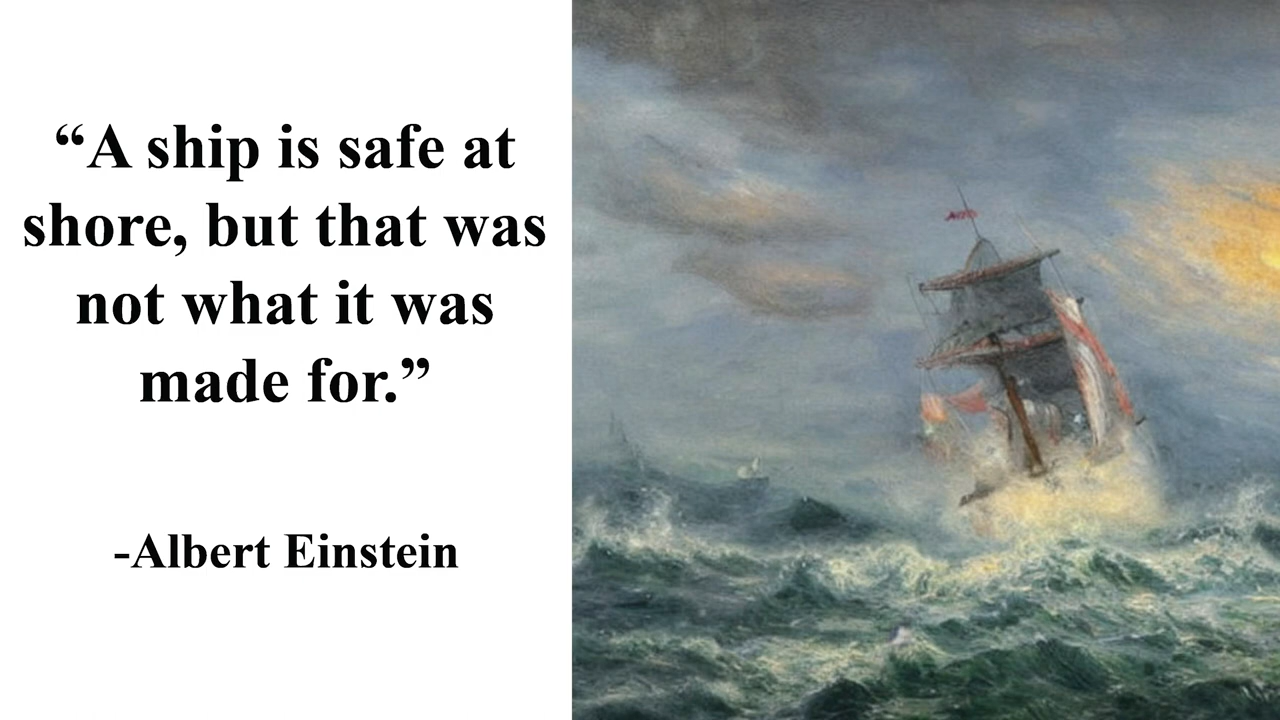 “A ship is safe at
shore, but that was
not what it was
made for.”
-Albert Einstein